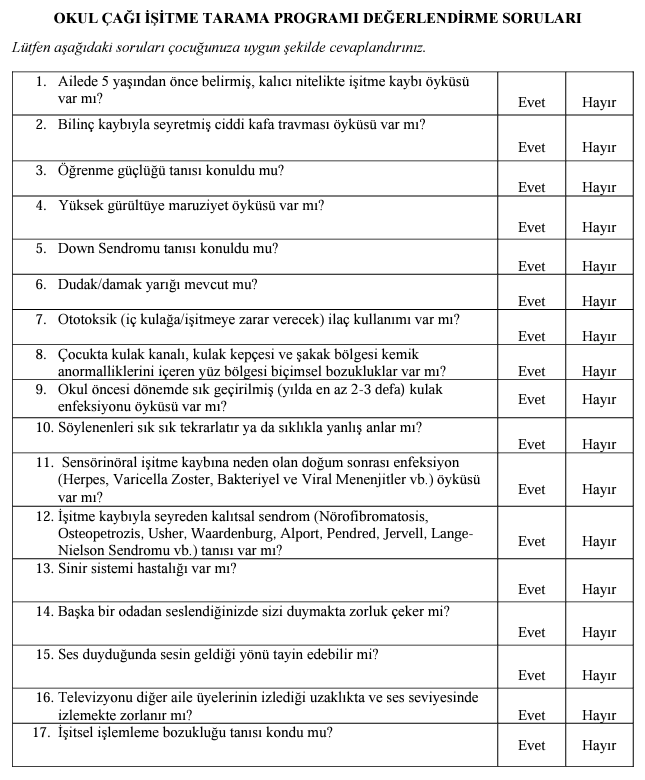 OKUL ÇAĞI İŞİTME TARAMA PROGRAMI DEĞERLENDİRME SORULARI
Lütfen aşağıdaki soruları çocuğunuza uygun şekilde cevaplandırınız.
1. Ailede 5 yaşından önce belirmiş, kalıcı nitelikte işitme kaybı öyküsü
var mı?
Evet Hayır
2. Bilinç kaybıyla seyretmiş ciddi kafa travması öyküsü var mı?
Evet Hayır
3. Öğrenme güçlüğü tanısı konuldu mu?
Evet Hayır
4. Yüksek gürültüye maruziyet öyküsü var mı?
Evet Hayır
5. Down Sendromu tanısı konuldu mu?
Evet Hayır
6. Dudak/damak yarığı mevcut mu?
Evet Hayır
7. Ototoksik (iç kulağa/işitmeye zarar verecek) ilaç kullanımı var mı?
Evet Hayır
8. Çocukta kulak kanalı, kulak kepçesi ve şakak bölgesi kemik
anormalliklerini içeren yüz bölgesi biçimsel bozukluklar var mı?
Evet Hayır
9. Okul öncesi dönemde sık geçirilmiş (yılda en az 2-3 defa) kulak
enfeksiyonu öyküsü var mı?
Evet Hayır
10. Söylenenleri sık sık tekrarlatır ya da sıklıkla yanlış anlar mı?
Evet Hayır
11. Sensörinöral işitme kaybına neden olan doğum sonrası enfeksiyon
(Herpes, Varicella Zoster, Bakteriyel ve Viral Menenjitler vb.) öyküsü
var mı?
Evet Hayır
12. İşitme kaybıyla seyreden kalıtsal sendrom (Nörofibromatosis,
Osteopetrozis, Usher, Waardenburg, Alport, Pendred, Jervell, Lange-
Nielson Sendromu vb.) tanısı var mı?
Evet Hayır
13. Sinir sistemi hastalığı var mı?
Evet Hayır
14. Başka bir odadan seslendiğinizde sizi duymakta zorluk çeker mi?
Evet Hayır
15. Ses duyduğunda sesin geldiği yönü tayin edebilir mi?
Evet Hayır
16. Televizyonu diğer aile üyelerinin izlediği uzaklıkta ve ses seviyesinde
izlemekte zorlanır mı?
Evet Hayır
17. İşitsel işlemleme bozukluğu tanısı kondu mu?
Evet Hayır